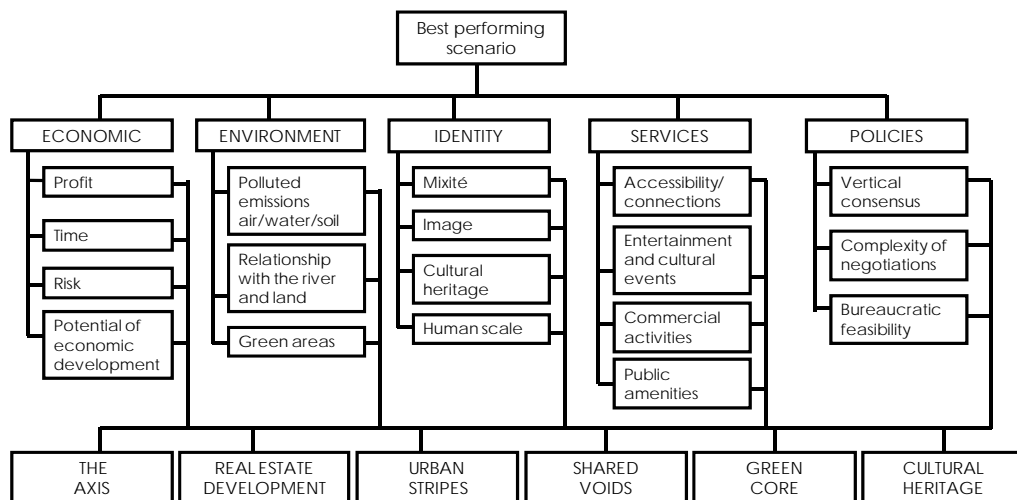 Best performing
scenario
ECONOMIC
ENVIRONMENT
IDENTITY
SERVICES
POLICIES
Profit
Time
Risk
Potential of
economic
development
Polluted
emissions
air/water/soil
Relationship
with the river
and land
Green areas
Mixité
Image
Cultural
heritage
Human scale
Accessibility/
connections
Entertainment
and cultural
events
Commercial
activities
Public
amenities
Vertical
consensus
Complexity of
negotiations
Bureaucratic
feasibility
THE
AXIS
REAL ESTATE
DEVELOPMENT
URBAN
STRIPES
SHARED
VOIDS
GREEN
CORE
CULTURAL
HERITAGE